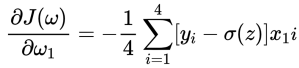 ∂J(ω)/∂ω₁ = −1/4 ∑_{i=1}^{4} [y_i − σ(z)]x₁i